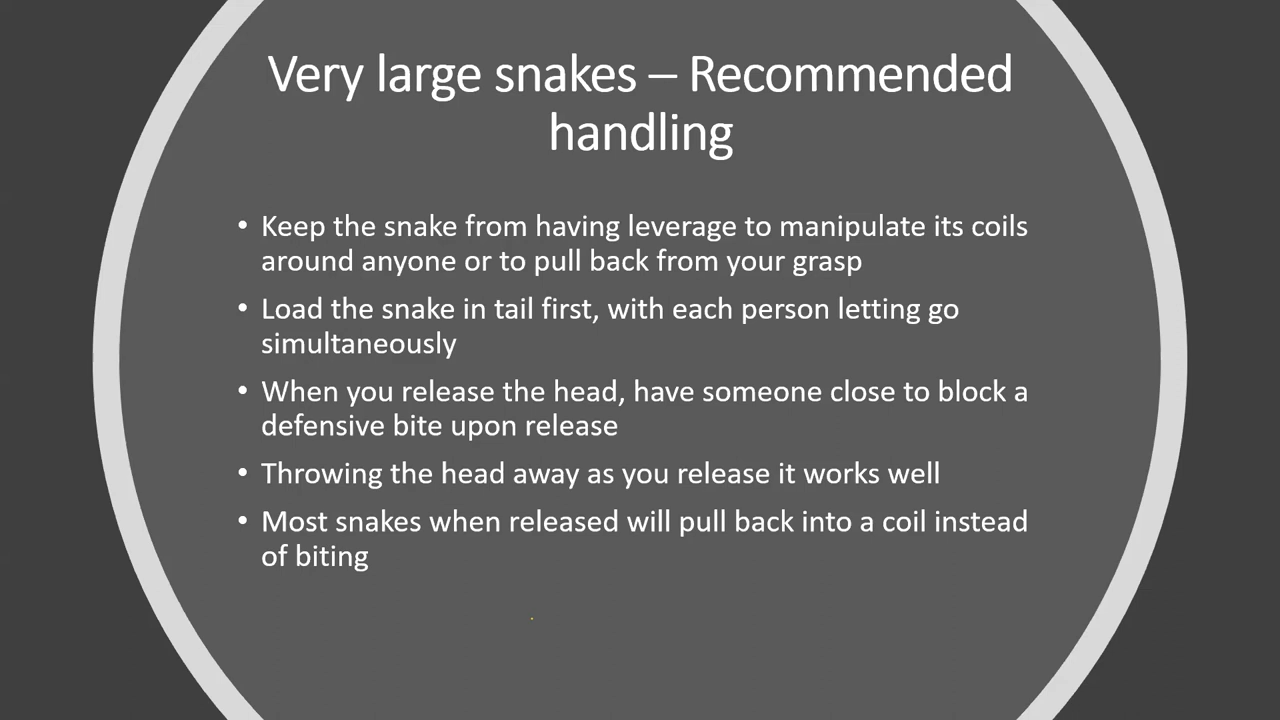 Very large snakes – Recommended
handling
• Keep the snake from having leverage to manipulate its coils
around anyone or to pull back from your grasp
• Load the snake in tail first, with each person letting go
simultaneously
• When you release the head, have someone close to block a
defensive bite upon release
• Throwing the head away as you release it works well
• Most snakes when released will pull back into a coil instead
of biting